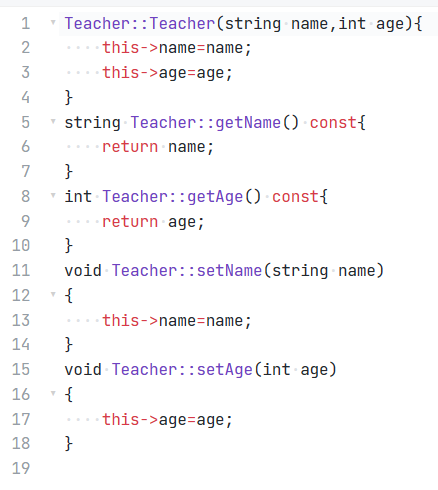 1 Teacher::Teacher(string name,int age){
2     this->name=name;
3     this->age=age;
4 }
5 string Teacher::getName() const{
6     return name;
7 }
8 int Teacher::getAge() const{
9     return age;
10 }
11 void Teacher::setName(string name)
12 {
13     this->name=name;
14 }
15 void Teacher::setAge(int age)
16 {
17     this->age=age;
18 }
19